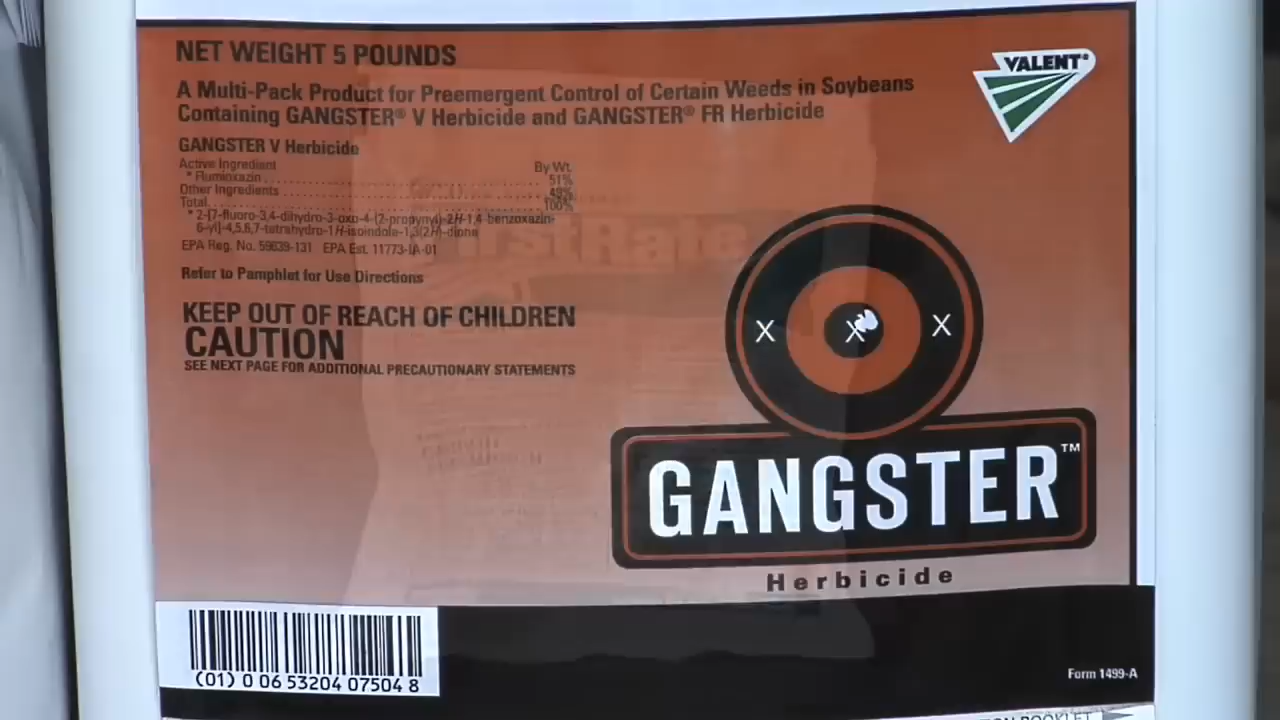 NET WEIGHT 5 POUNDS
VALENT®
A Multi-Pack Product for Preemergent Control of Certain Weeds in Soybeans
Containing GANGSTER® V Herbicide and GANGSTER® FR Herbicide
GANGSTER V Herbicide
Active Ingredient By Wt.
* Flumioxazin 51%
Other Ingredients 49%
Total 100%
* 2-[7-fluoro-3,4-dihydro-3-oxo-4-(2-propynyl)-2H-1,4-benzoxazin-
6-yl]-4,5,6,7-tetrahydro-1H-isoindole-1,3(2H)-dione
EPA Reg. No. 59639-131 EPA Est. 11773-IA-01
FirstRate
Refer to Pamphlet for Use Directions
KEEP OUT OF REACH OF CHILDREN
CAUTION
SEE NEXT PAGE FOR ADDITIONAL PRECAUTIONARY STATEMENTS
X X X
GANGSTER™
Herbicide
(01) 0 06 53204 07504 8
Form 1499-A
BOOKLET